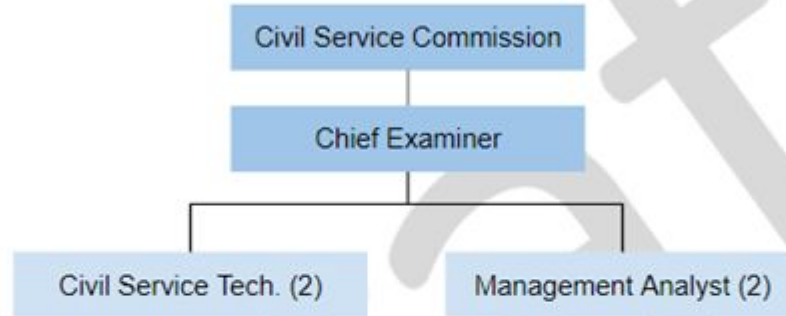 Civil Service Commission
Chief Examiner
Civil Service Tech. (2)
Management Analyst (2)